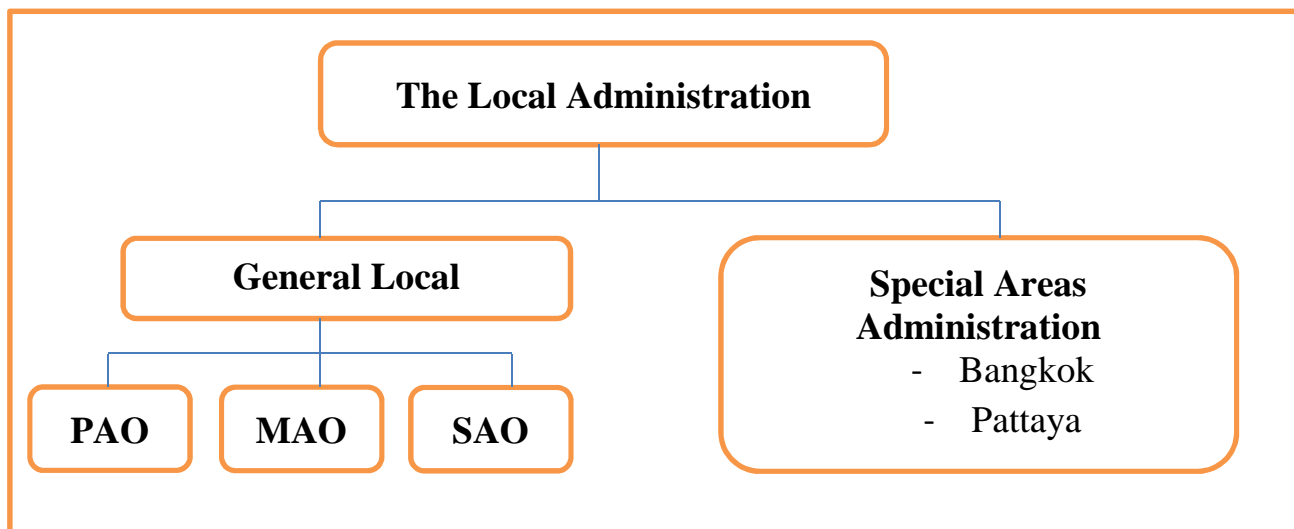 The Local Administration
General Local
Special Areas
Administration
- Bangkok
- Pattaya
PAO
MAO
SAO